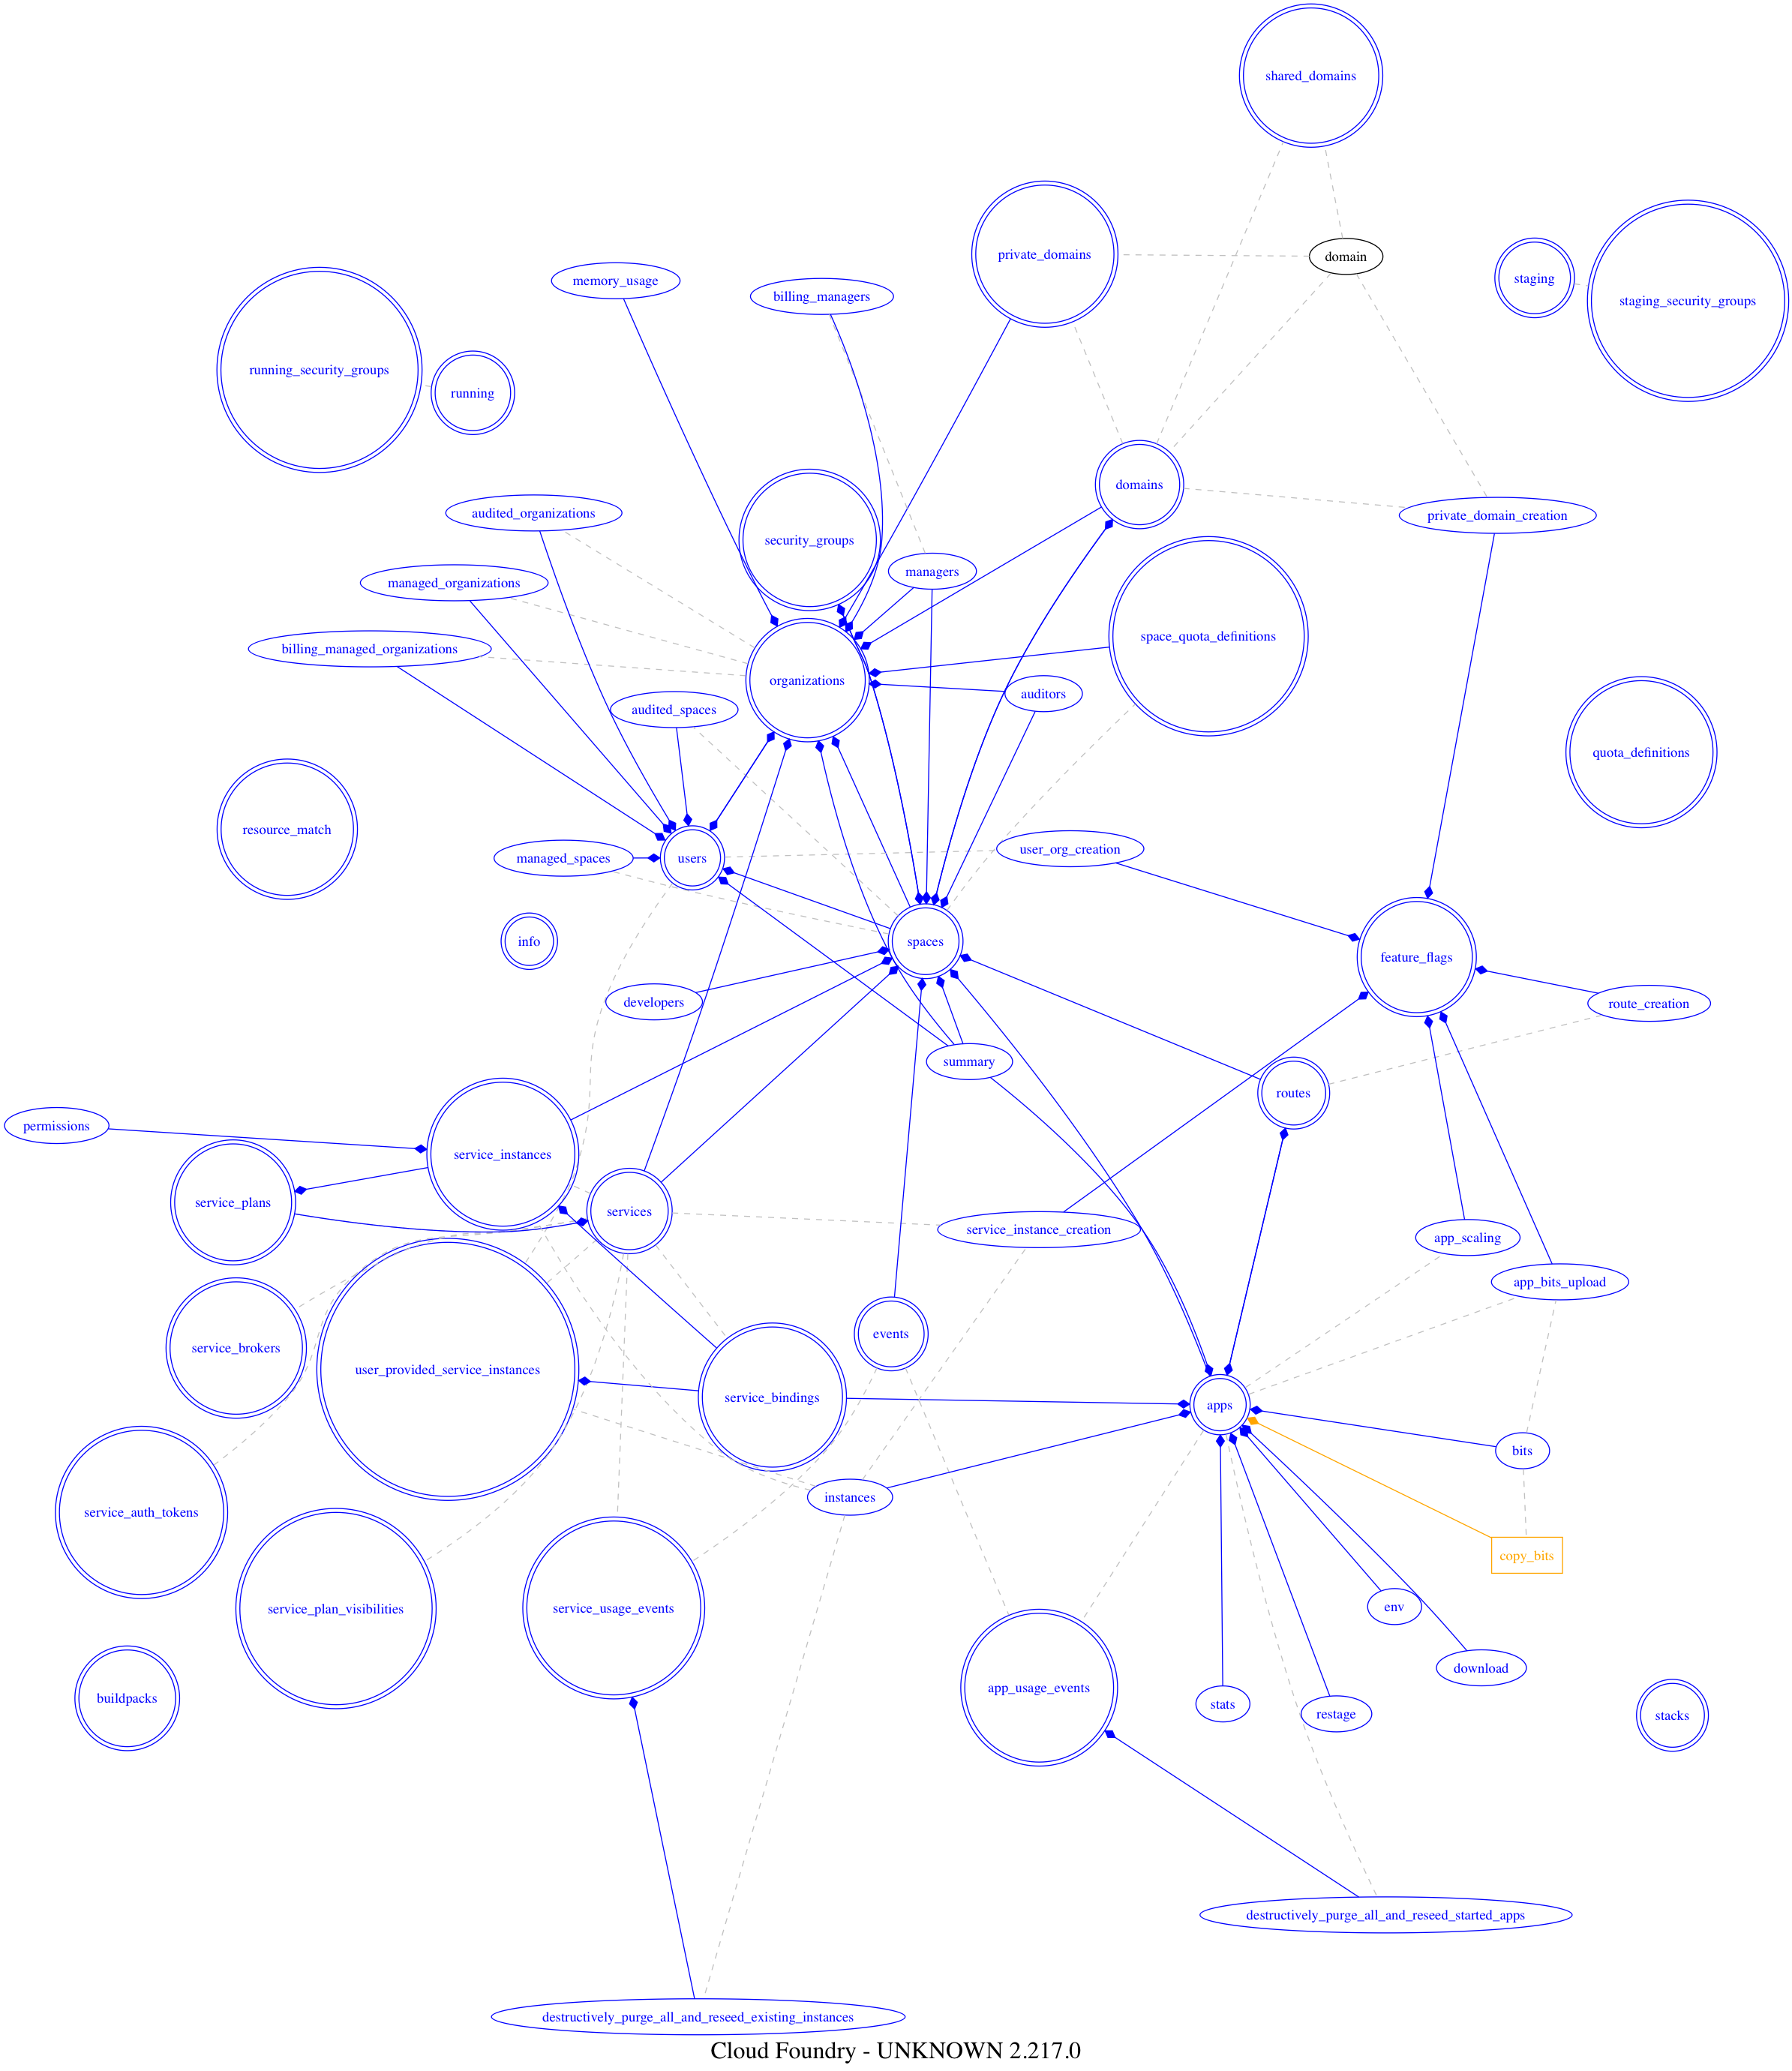 shared_domains
private_domains
domain
staging
staging_security_groups
memory_usage
billing_managers
running_security_groups
running
domains
audited_organizations
private_domain_creation
security_groups
managers
managed_organizations
space_quota_definitions
billing_managed_organizations
organizations
auditors
audited_spaces
quota_definitions
resource_match
user_org_creation
managed_spaces
users
info
spaces
feature_flags
developers
route_creation
summary
routes
permissions
service_instances
service_plans
services
service_instance_creation
app_scaling
app_bits_upload
events
service_brokers
user_provided_service_instances
service_bindings
apps
bits
instances
service_auth_tokens
copy_bits
service_plan_visibilities
service_usage_events
env
download
app_usage_events
buildpacks
stats
restage
stacks
destructively_purge_all_and_reseed_started_apps
destructively_purge_all_and_reseed_existing_instances
Cloud Foundry - UNKNOWN 2.217.0